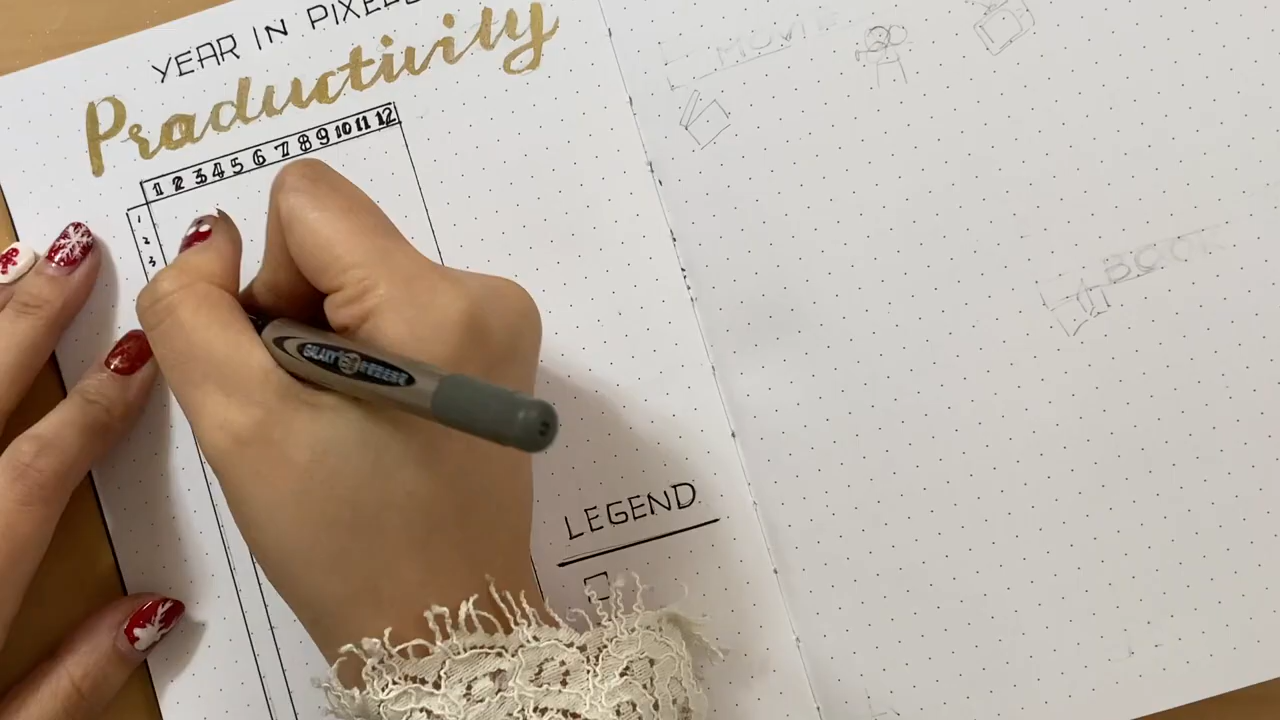 YEAR IN PIXELS
Productivity
1 2 3 4 5 6 7 8 9 10 11 12
1
2
3
LEGEND
MOVIE
BOOK